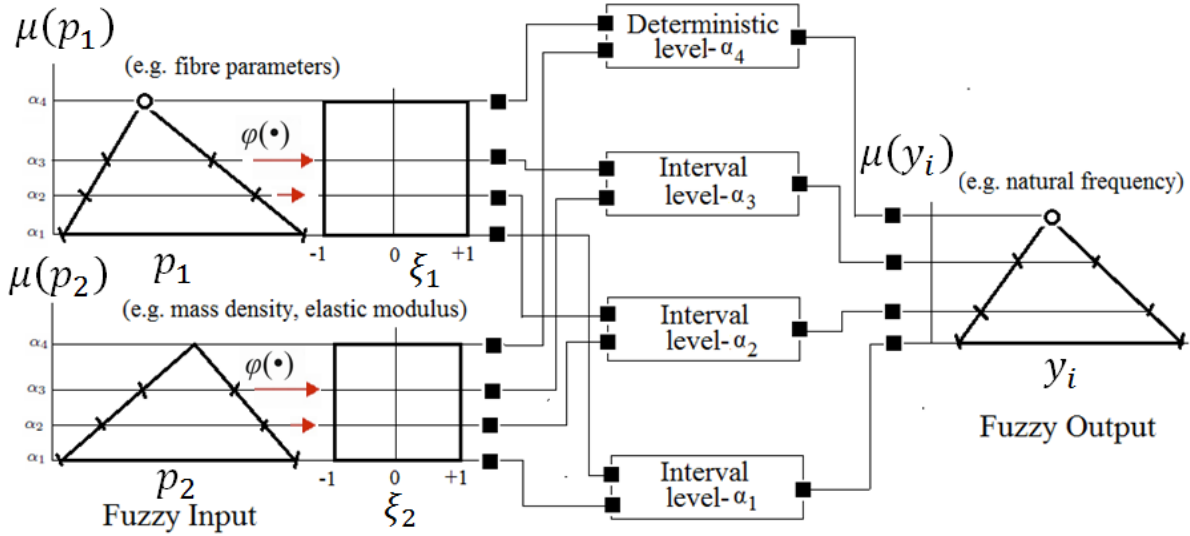 μ(p₁)
(e.g. fibre parameters)
α₄
α₃
α₂
α₁
φ(•)
-1 0 +1
p₁
ξ₁
μ(p₂)
(e.g. mass density, elastic modulus)
α₄
α₃
α₂
α₁
φ(•)
-1 0 +1
p₂
ξ₂
Fuzzy Input
Deterministic
level-α₄
Interval
level-α₃
Interval
level-α₂
Interval
level-α₁
μ(yᵢ)
(e.g. natural frequency)
yᵢ
Fuzzy Output